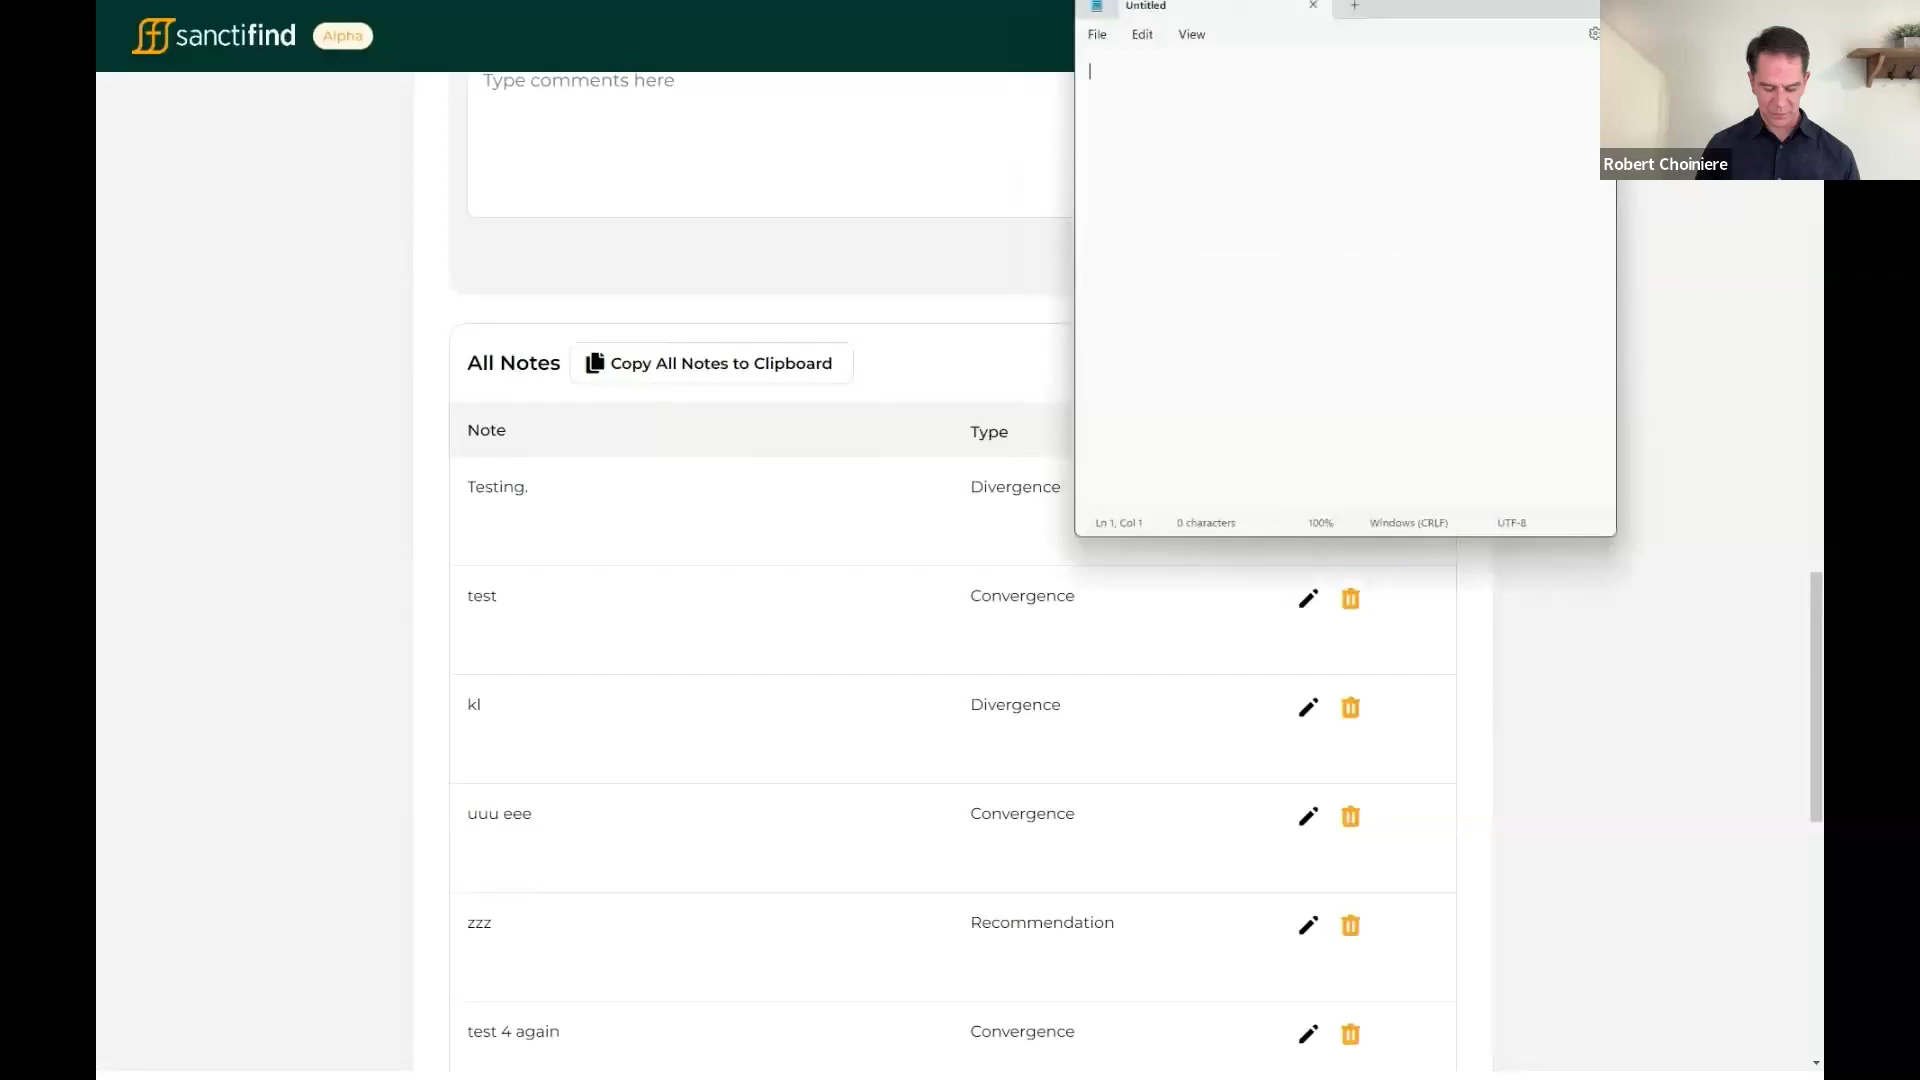 sanctifind Alpha
Type comments here
All Notes
Copy All Notes to Clipboard
Note Type
Testing. Divergence
test Convergence
kl Divergence
uuu eee Convergence
zzz Recommendation
test 4 again Convergence
Untitled
File Edit View
Ln 1, Col 1 0 characters 100% Windows (CRLF) UTF-8
Robert Choiniere